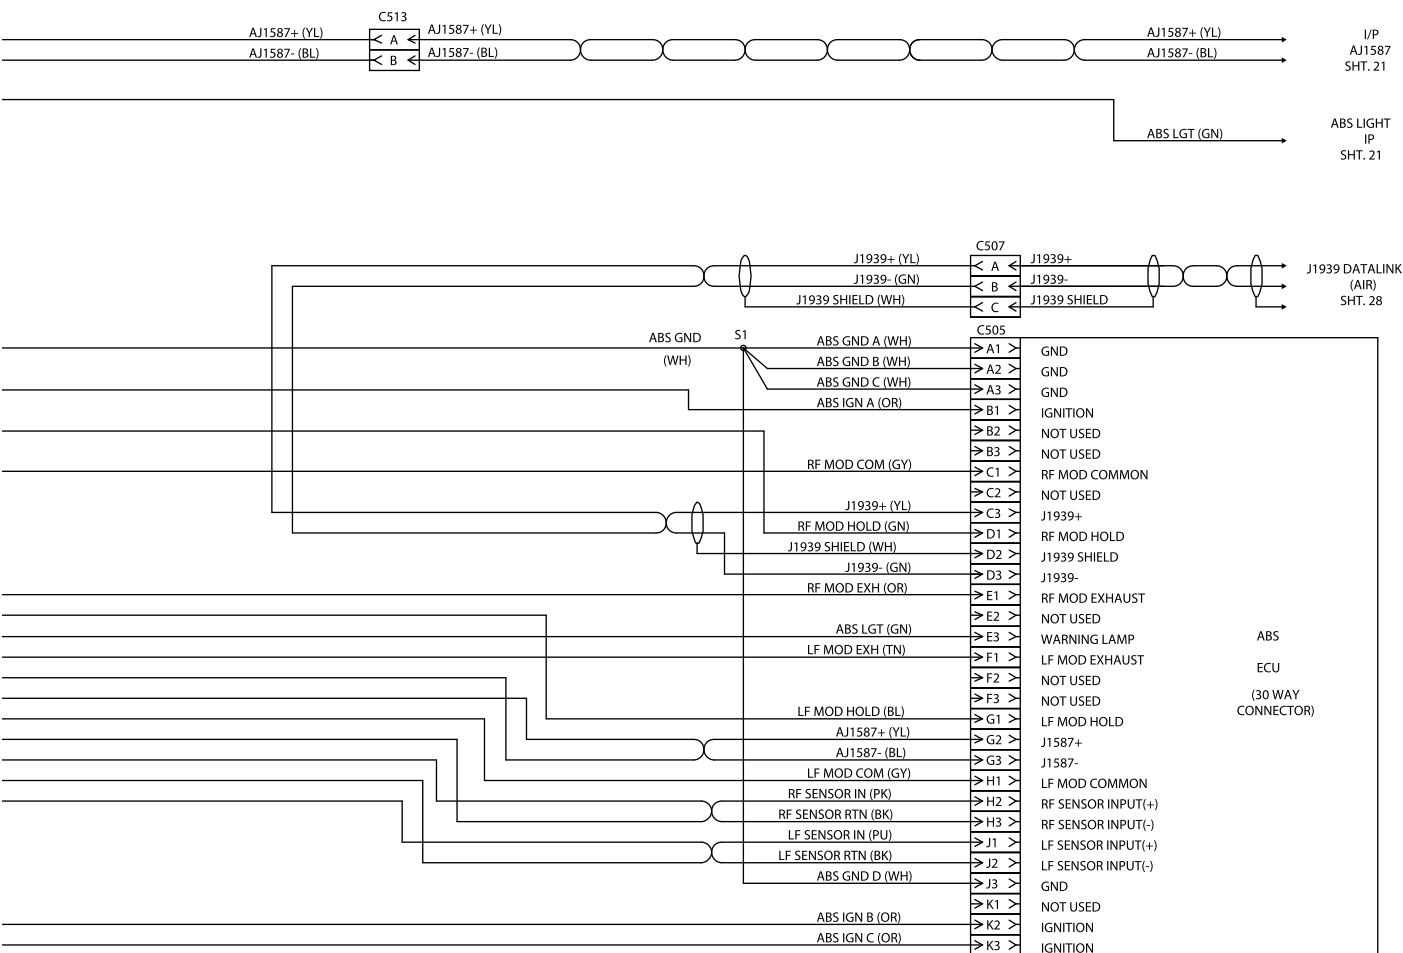 C513
AJ1587+ (YL) A AJ1587+ (YL) AJ1587+ (YL)
AJ1587- (BL) B AJ1587- (BL) AJ1587- (BL)
I/P
AJ1587
SHT. 21
ABS LGT (GN)
ABS LIGHT
IP
SHT. 21
C507
J1939+ (YL) A J1939+
J1939- (GN) B J1939-
J1939 SHIELD (WH) C J1939 SHIELD
J1939 DATALINK
(AIR)
SHT. 28
C505
ABS GND
(WH)
S1
ABS GND A (WH) A1 GND
ABS GND B (WH) A2 GND
ABS GND C (WH) A3 GND
ABS IGN A (OR) B1 IGNITION
B2 NOT USED
B3 NOT USED
RF MOD COM (GY) C1 RF MOD COMMON
C2 NOT USED
J1939+ (YL) C3 J1939+
RF MOD HOLD (GN) D1 RF MOD HOLD
J1939 SHIELD (WH) D2 J1939 SHIELD
J1939- (GN) D3 J1939-
RF MOD EXH (OR) E1 RF MOD EXHAUST
E2 NOT USED
ABS LGT (GN) E3 WARNING LAMP
LF MOD EXH (TN) F1 LF MOD EXHAUST
F2 NOT USED
F3 NOT USED
LF MOD HOLD (BL) G1 LF MOD HOLD
AJ1587+ (YL) G2 J1587+
AJ1587- (BL) G3 J1587-
LF MOD COM (GY) H1 LF MOD COMMON
RF SENSOR IN (PK) H2 RF SENSOR INPUT(+)
RF SENSOR RTN (BK) H3 RF SENSOR INPUT(-)
LF SENSOR IN (PU) J1 LF SENSOR INPUT(+)
LF SENSOR RTN (BK) J2 LF SENSOR INPUT(-)
ABS GND D (WH) J3 GND
K1 NOT USED
ABS IGN B (OR) K2 IGNITION
ABS IGN C (OR) K3 IGNITION
ABS
ECU
(30 WAY
CONNECTOR)